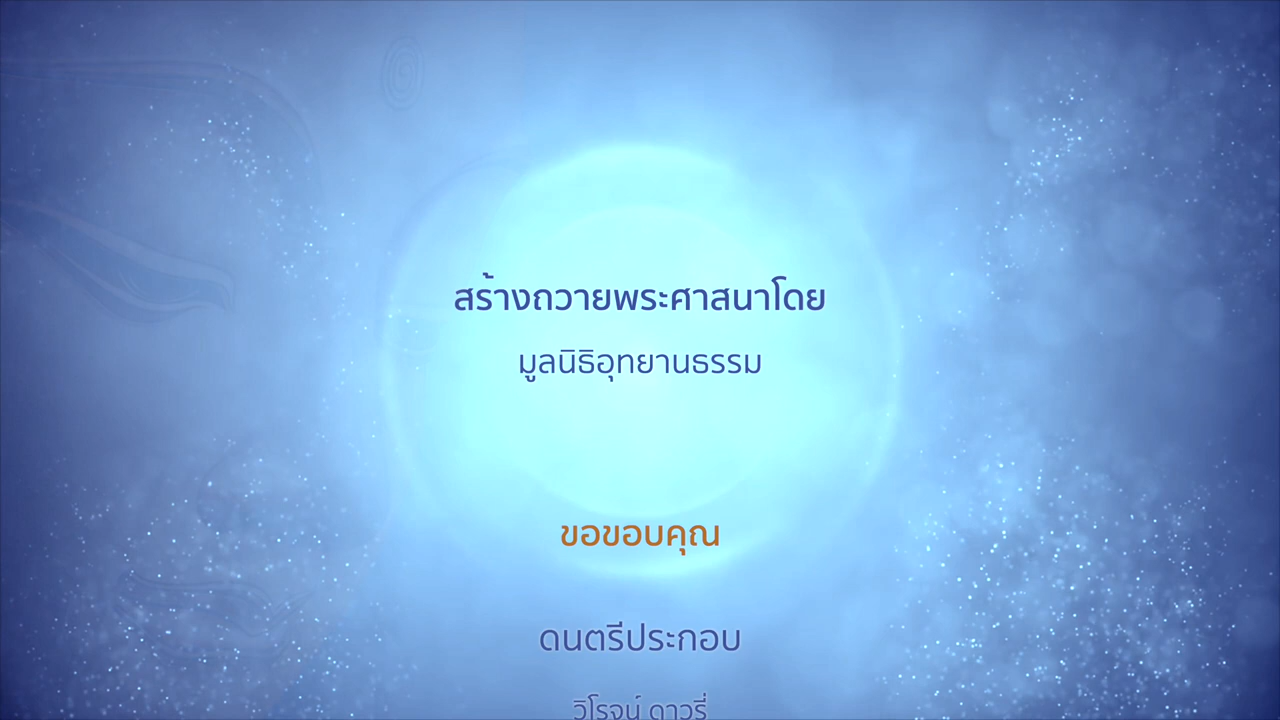 สร้างถวายพระศาสนาโดย
มูลนิธิอุทยานธรรม
ขอขอบคุณ
ดนตรีประกอบ
วิโรจน์ ดาวรี่